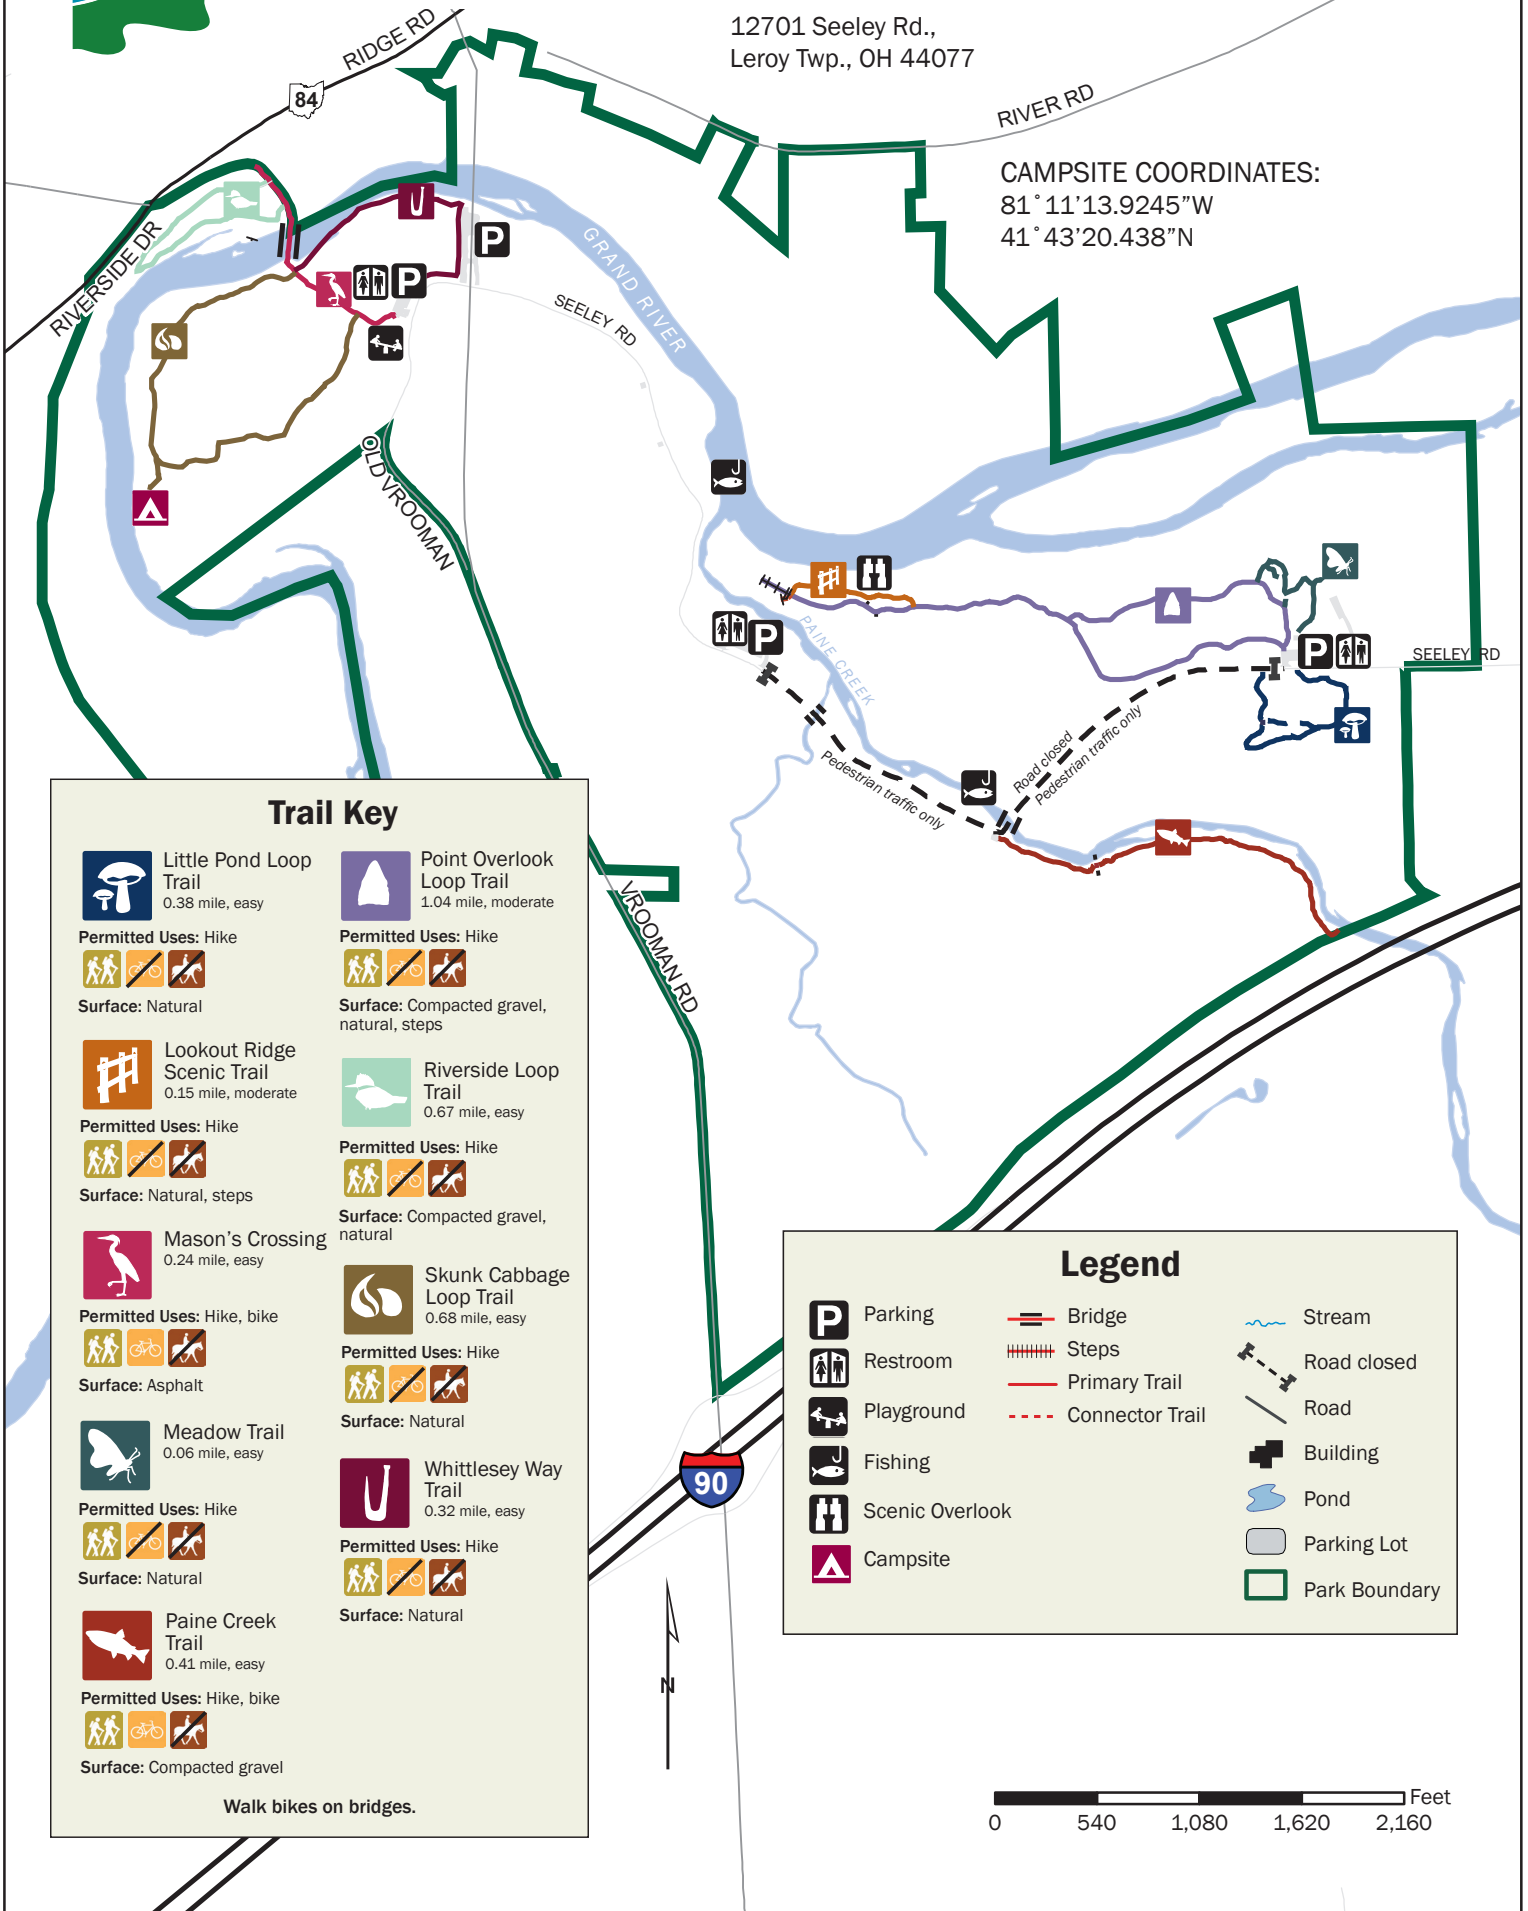 12701 Seeley Rd.,
Leroy Twp., OH 44077
RIDGE RD
84
RIVER RD
CAMPSITE COORDINATES:
81˚11’13.9245”W
41˚43’20.438”N
RIVERSIDE DR
P
P
GRAND RIVER
SEELEY RD
OLD VROOMAN
P
PAINE CREEK
P
SEELEY RD
Road closed
Pedestrian traffic only
Pedestrian traffic only
VROOMAN RD
Trail Key
Little Pond Loop
Trail
0.38 mile, easy
Permitted Uses: Hike
Surface: Natural
Lookout Ridge
Scenic Trail
0.15 mile, moderate
Permitted Uses: Hike
Surface: Natural, steps
Mason’s Crossing
0.24 mile, easy
Permitted Uses: Hike, bike
Surface: Asphalt
Meadow Trail
0.06 mile, easy
Permitted Uses: Hike
Surface: Natural
Paine Creek
Trail
0.41 mile, easy
Permitted Uses: Hike, bike
Surface: Compacted gravel
Point Overlook
Loop Trail
1.04 mile, moderate
Permitted Uses: Hike
Surface: Compacted gravel,
natural, steps
Riverside Loop
Trail
0.67 mile, easy
Permitted Uses: Hike
Surface: Compacted gravel,
natural
Skunk Cabbage
Loop Trail
0.68 mile, easy
Permitted Uses: Hike
Surface: Natural
Whittlesey Way
Trail
0.32 mile, easy
Permitted Uses: Hike
Surface: Natural
Walk bikes on bridges.
90
N
Legend
P
Parking
Restroom
Playground
Fishing
Scenic Overlook
Campsite
Bridge
Steps
Primary Trail
Connector Trail
Stream
Road closed
Road
Building
Pond
Parking Lot
Park Boundary
Feet
0 540 1,080 1,620 2,160